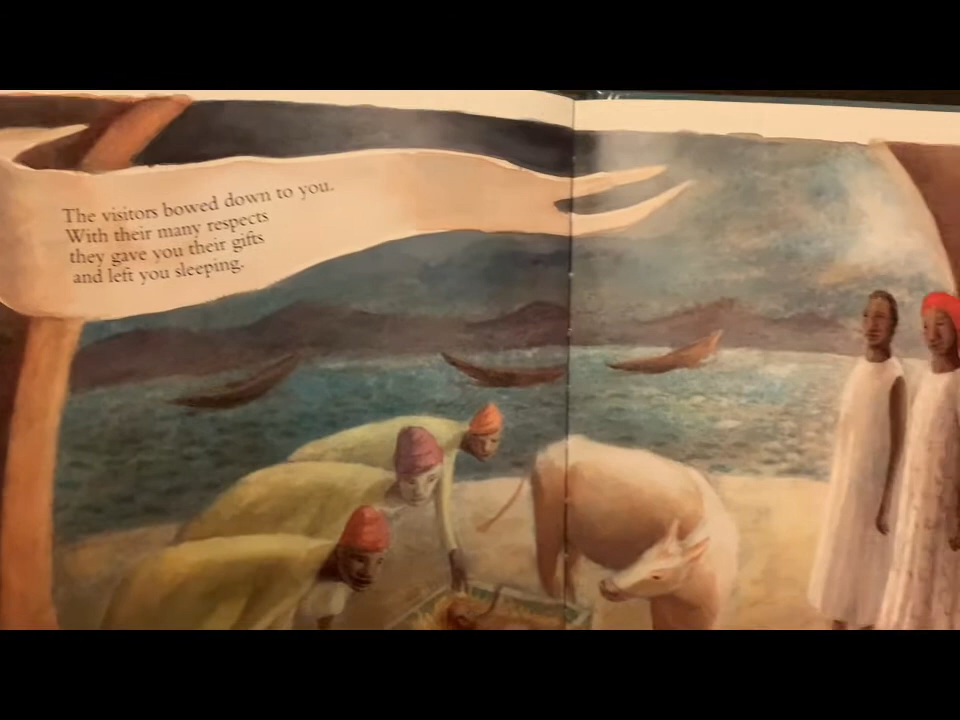 The visitors bowed down to you.
With their many respects
they gave you their gifts
and left you sleeping.